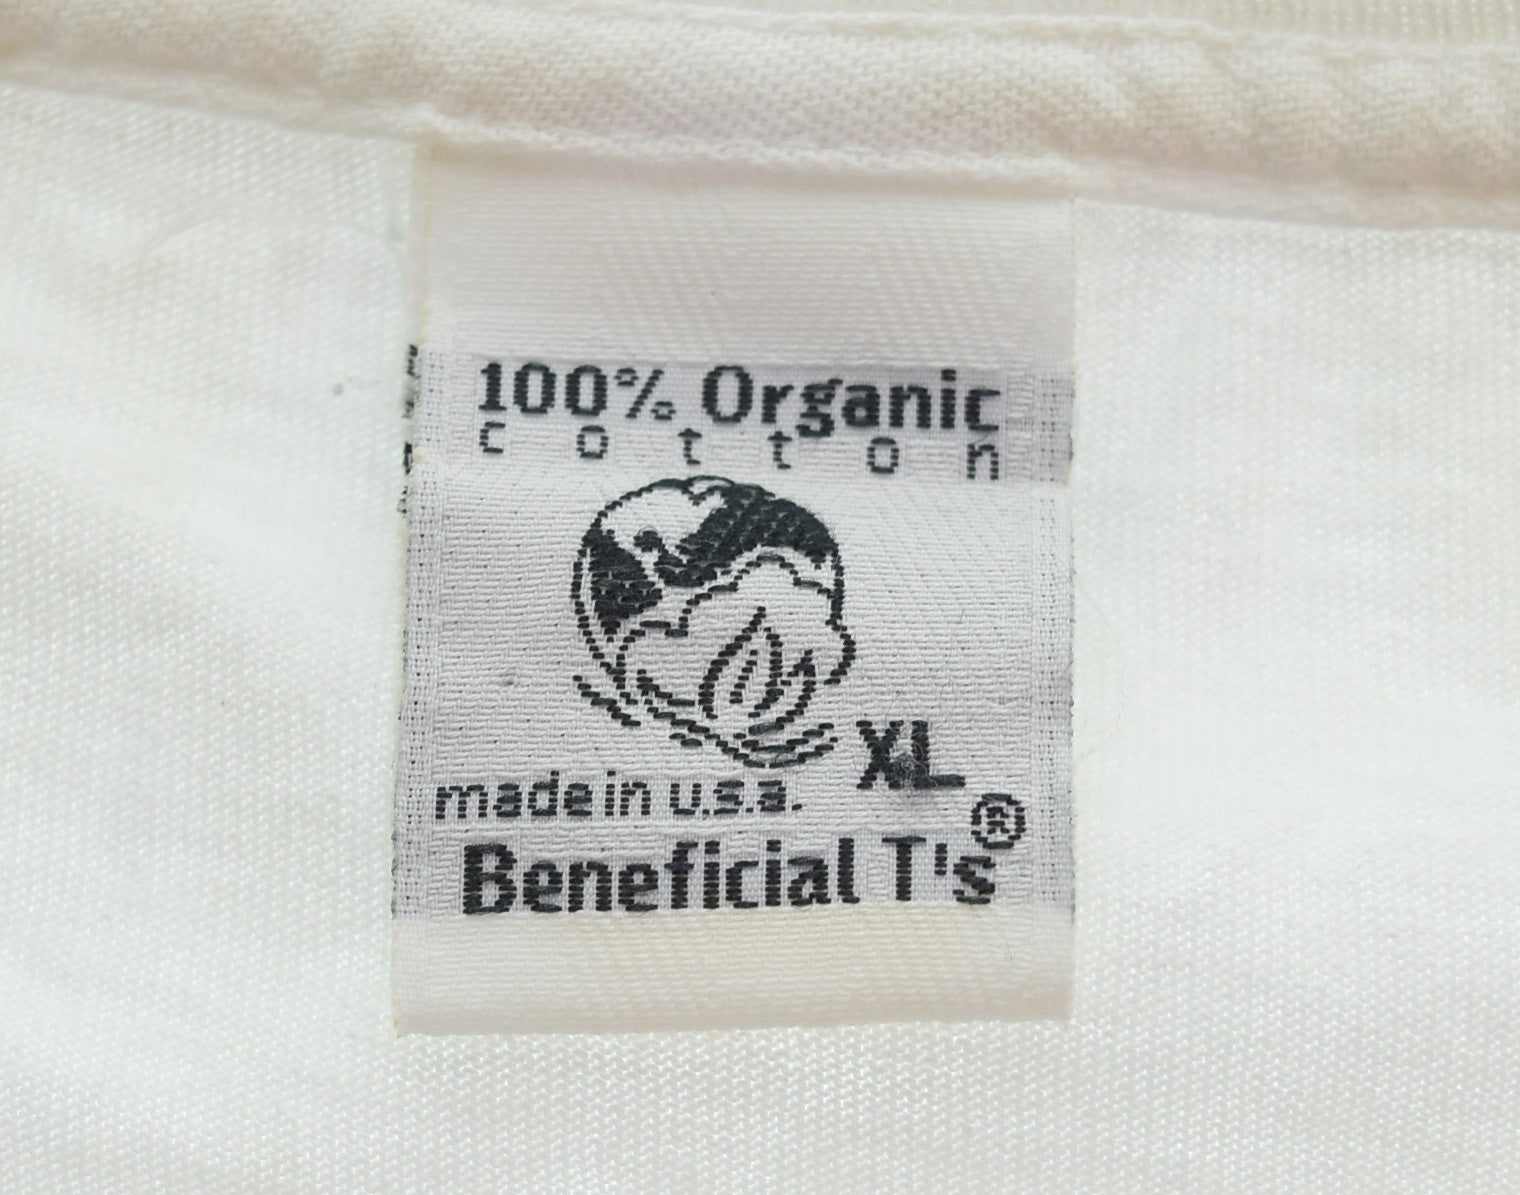 100% Organic
cotton
XL
made in u.s.a.
Beneficial T's®